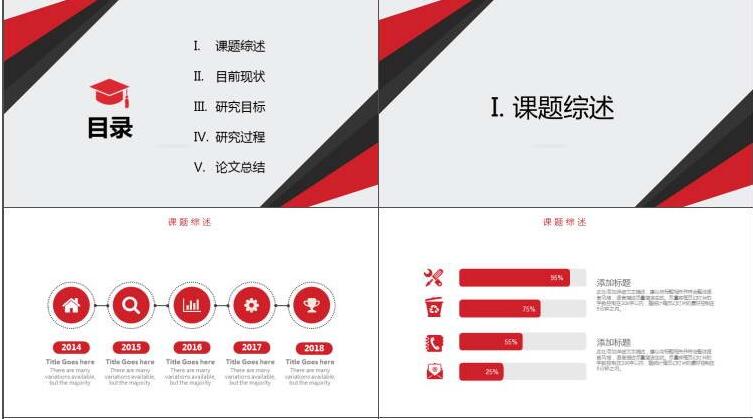 目录
I. 课题综述
II. 目前现状
III. 研究目标
IV. 研究过程
V. 论文总结
I. 课题综述
课题综述
2014
2015
2016
2017
2018
Title Goes here
There are many
variations available,
but the majority
Title Goes here
There are many
variations available,
but the majority
Title Goes here
There are many
variations available,
but the majority
Title Goes here
There are many
variations available,
but the majority
Title Goes here
There are many
variations available,
but the majority
课题综述
95%
75%
55%
25%
添加标题
添加标题